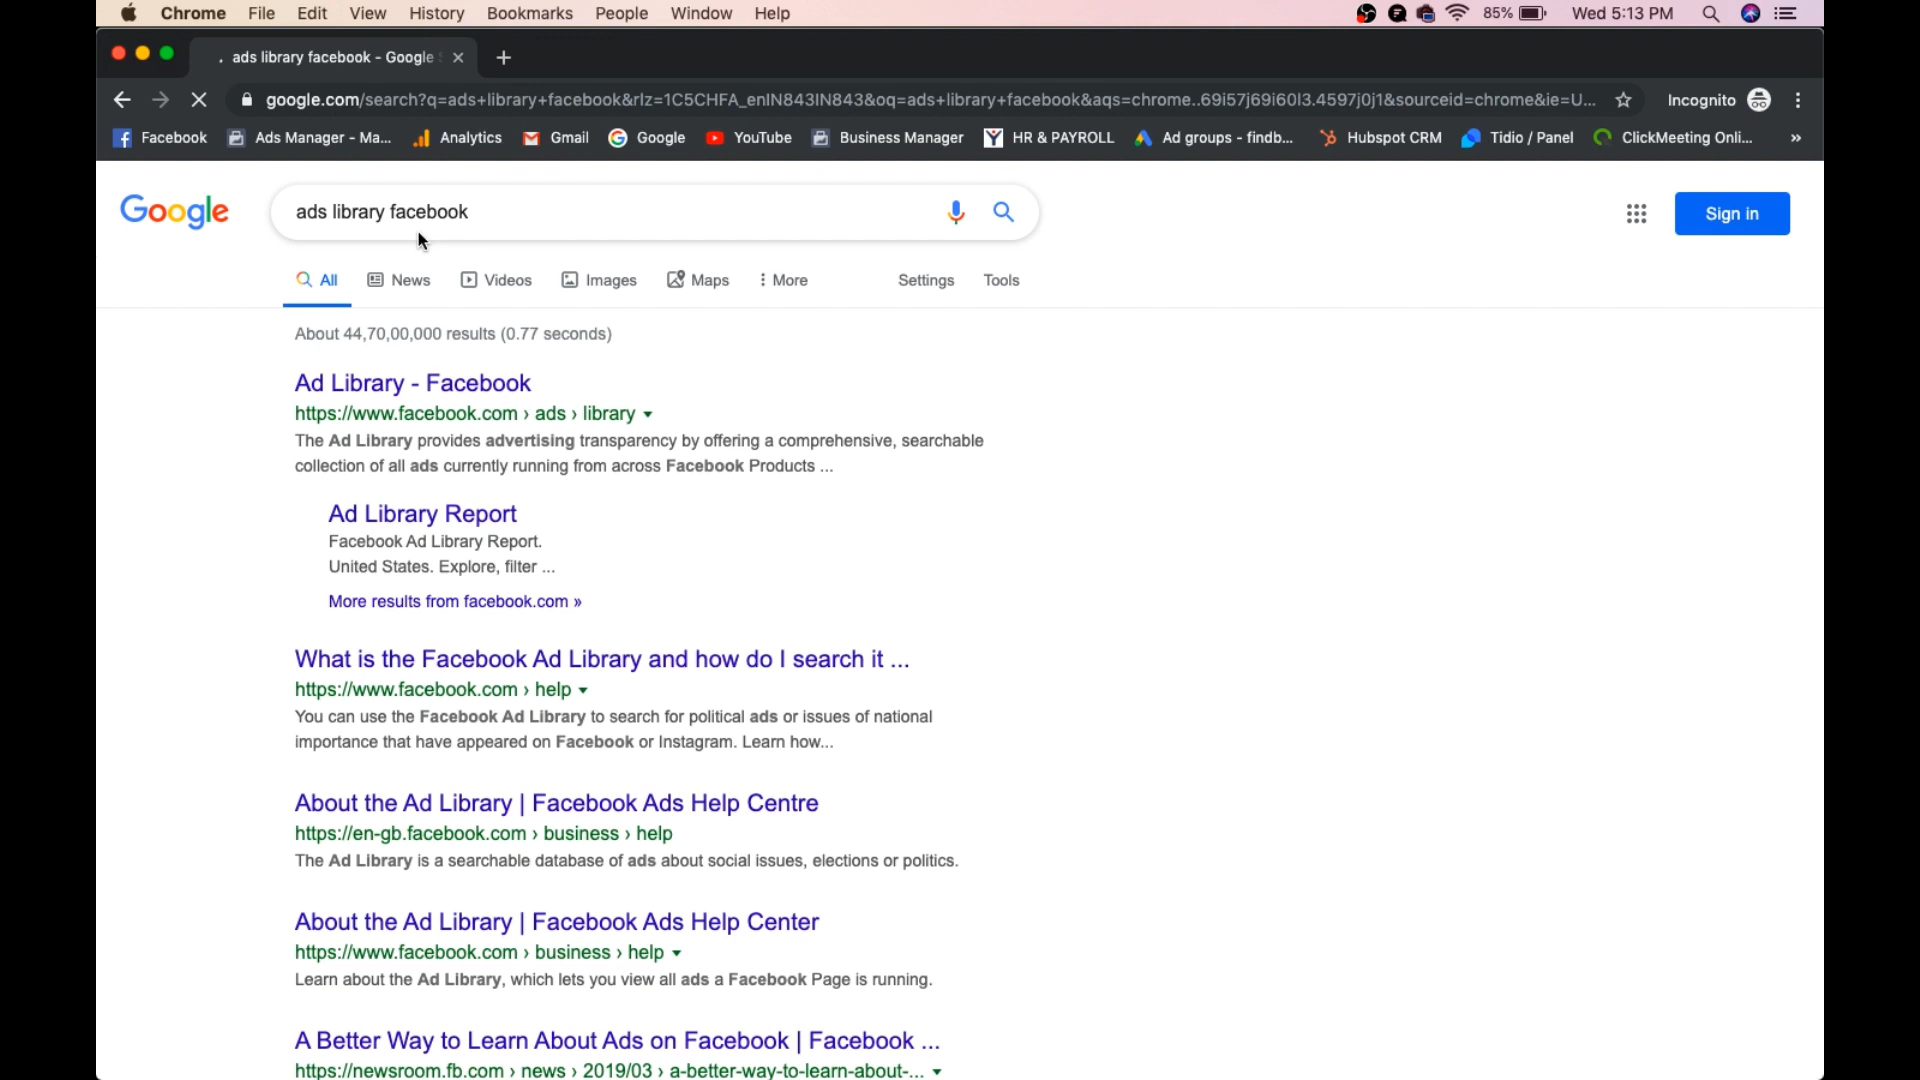 Chrome File Edit View History Bookmarks People Window Help 85% Wed 5:13 PM
ads library facebook - Google
google.com/search?q=ads+library+facebook&rlz=1C5CHFA_enIN843IN843&oq=ads+library+facebook&aqs=chrome..69i57j69i60l3.4597j0j1&sourceid=chrome&ie=U... Incognito
Facebook Ads Manager - Ma... Analytics Gmail Google YouTube Business Manager HR & PAYROLL Ad groups - findb... Hubspot CRM Tidio / Panel ClickMeeting Onli... »
Google ads library facebook Sign in
All News Videos Images Maps More Settings Tools
About 44,70,00,000 results (0.77 seconds)
Ad Library - Facebook
https://www.facebook.com › ads › library
The Ad Library provides advertising transparency by offering a comprehensive, searchable
collection of all ads currently running from across Facebook Products ...
Ad Library Report
Facebook Ad Library Report.
United States. Explore, filter ...
More results from facebook.com »
What is the Facebook Ad Library and how do I search it ...
https://www.facebook.com › help
You can use the Facebook Ad Library to search for political ads or issues of national
importance that have appeared on Facebook or Instagram. Learn how...
About the Ad Library | Facebook Ads Help Centre
https://en-gb.facebook.com › business › help
The Ad Library is a searchable database of ads about social issues, elections or politics.
About the Ad Library | Facebook Ads Help Center
https://www.facebook.com › business › help
Learn about the Ad Library, which lets you view all ads a Facebook Page is running.
A Better Way to Learn About Ads on Facebook | Facebook ...
https://newsroom.fb.com › news › 2019/03 › a-better-way-to-learn-about-...